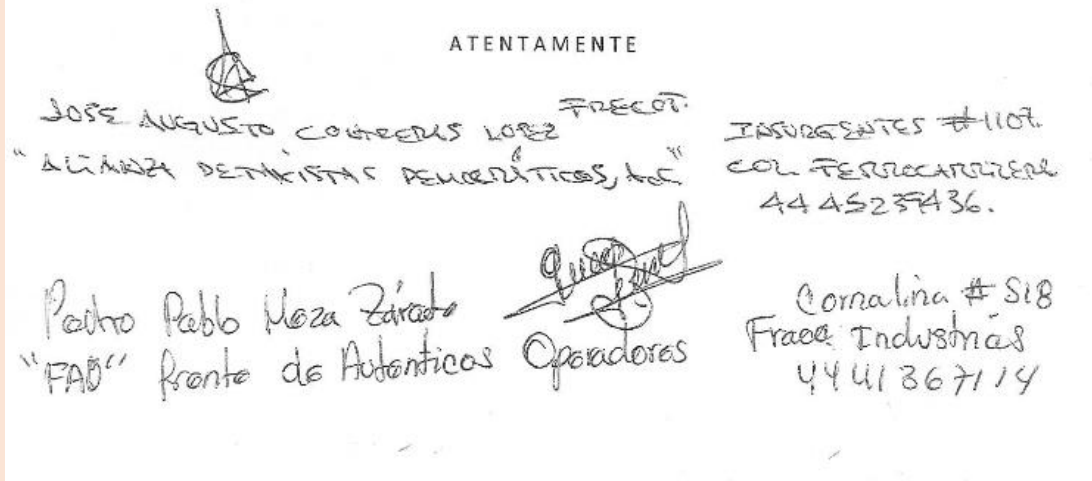 ATENTAMENTE
JOSE AUGUSTO CONTRERAS LOPEZ FRECOT.
"ALIANZA DE TAXISTAS DEMOCRÁTICOS, A.C"
INSURGENTES #1107.
COL. FERROCARRILERA
4445239436.
Pedro Pablo Meza Zárate
"FAO" frente de Autenticos Operadores
Cornalina # 518
Fracc Industrias
4441367114